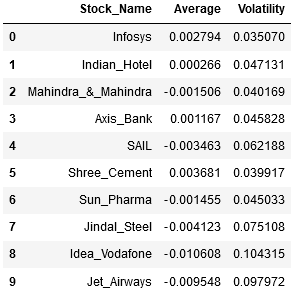 Stock_Name Average Volatility
0 Infosys 0.002794 0.035070
1 Indian_Hotel 0.000266 0.047131
2 Mahindra_&_Mahindra -0.001506 0.040169
3 Axis_Bank 0.001167 0.045828
4 SAIL -0.003463 0.062188
5 Shree_Cement 0.003681 0.039917
6 Sun_Pharma -0.001455 0.045033
7 Jindal_Steel -0.004123 0.075108
8 Idea_Vodafone -0.010608 0.104315
9 Jet_Airways -0.009548 0.097972